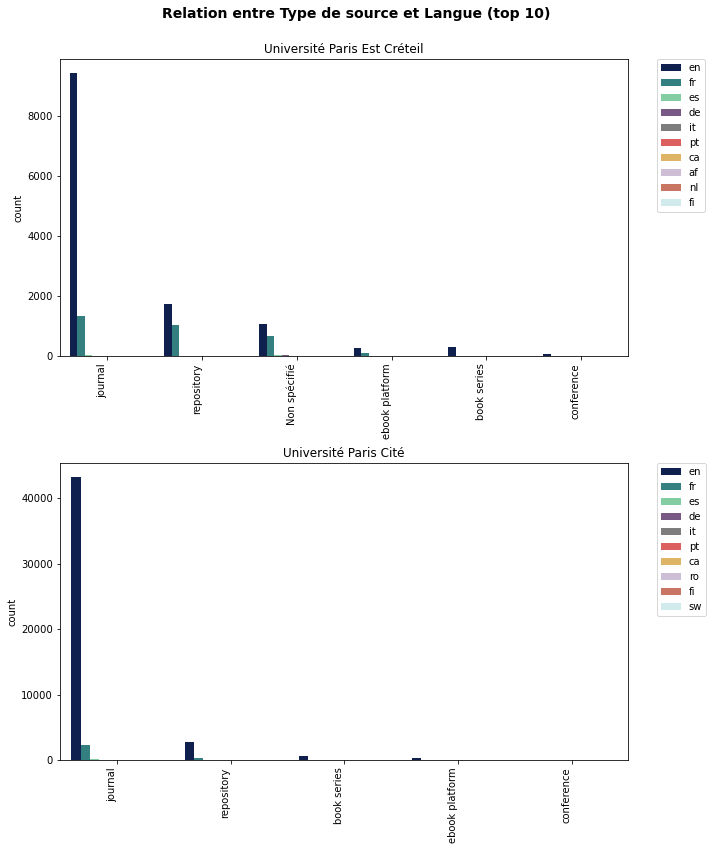 Relation entre Type de source et Langue (top 10)
Université Paris Est Créteil
en
fr
es
de
it
pt
ca
af
nl
fi
8000
6000
4000
2000
0
count
journal
repository
Non spécifié
ebook platform
book series
conference
Université Paris Cité
en
fr
es
de
it
pt
ca
ro
fi
sw
40000
30000
20000
10000
0
count
journal
repository
book series
ebook platform
conference